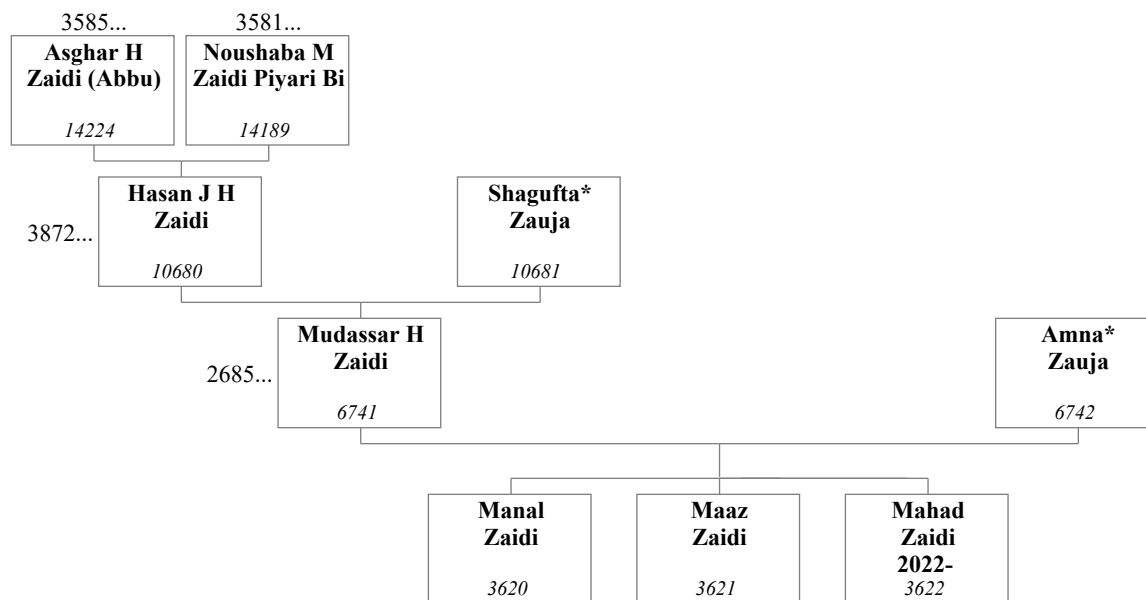 3585...
3581...
Asghar H
Zaidi (Abbu)
14224
Noushaba M
Zaidi Piyari Bi
14189
3872...
Hasan J H
Zaidi
10680
Shagufta*
Zauja
10681
2685...
Mudassar H
Zaidi
6741
Amna*
Zauja
6742
Manal
Zaidi
3620
Maaz
Zaidi
3621
Mahad
Zaidi
2022-
3622